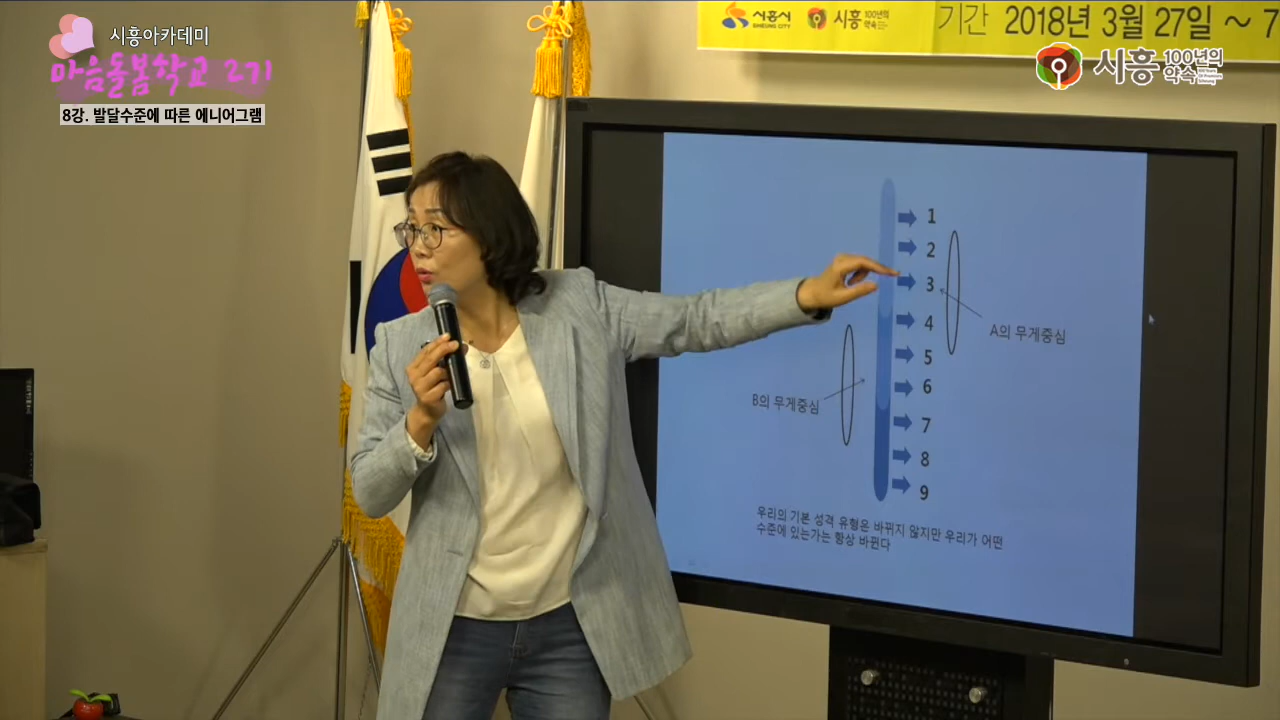 시흥아카데미
마음돌봄학교 2기
8강. 발달수준에 따른 에니어그램
시흥시
SIHEUNG CITY
시흥 100년의 약속
기간 2018년 3월 27일 ~ 7
시흥 100년의 약속
1
2
3
4
5
6
7
8
9
A의 무게중심
B의 무게중심
우리의 기본 성격 유형은 바뀌지 않지만 우리가 어떤
수준에 있는가는 항상 바뀐다